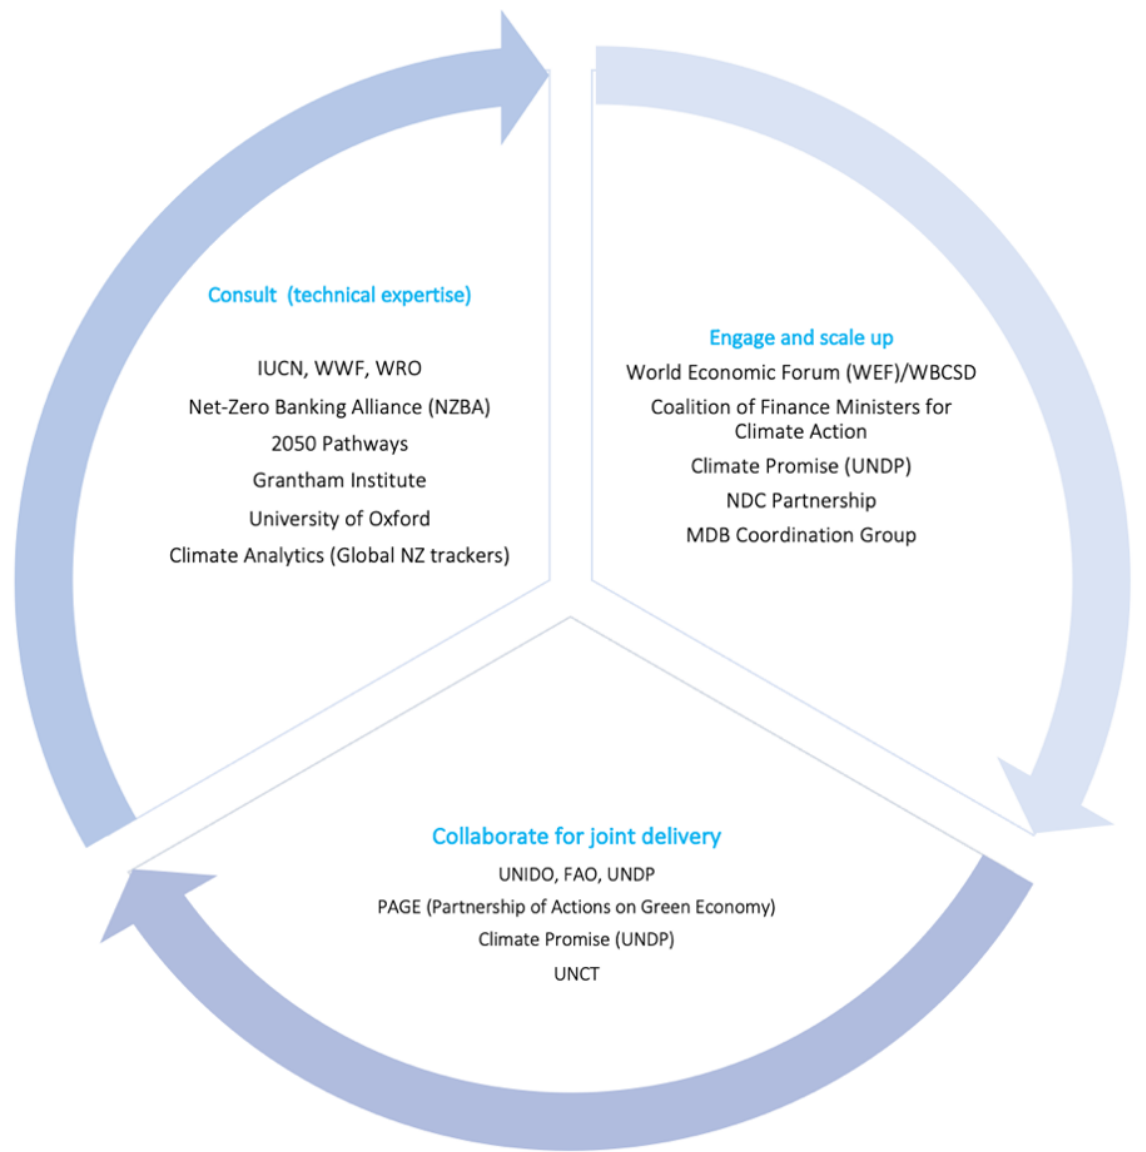 Consult  (technical expertise)
IUCN, WWF, WRO
Net-Zero Banking Alliance (NZBA)
2050 Pathways
Grantham Institute
University of Oxford
Climate Analytics (Global NZ trackers)
Engage and scale up
World Economic Forum (WEF)/WBCSD
Coalition of Finance Ministers for
Climate Action
Climate Promise (UNDP)
NDC Partnership
MDB Coordination Group
Collaborate for joint delivery
UNIDO, FAO, UNDP
PAGE (Partnership of Actions on Green Economy)
Climate Promise (UNDP)
UNCT